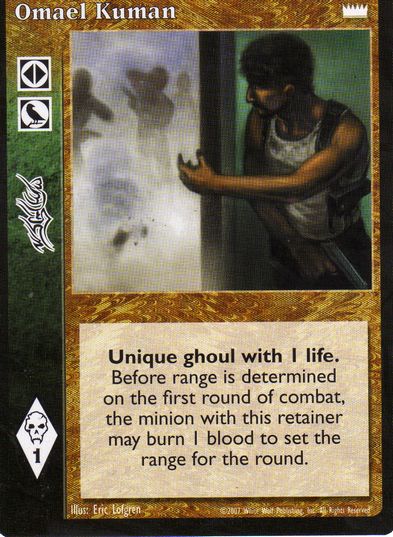 Omael Kuman
Unique ghoul with 1 life.
Before range is determined
on the first round of combat,
the minion with this retainer
may burn 1 blood to set the
range for the round.
1
Illus: Eric Lofgren
©2007 White Wolf Publishing, Inc. All Rights Reserved